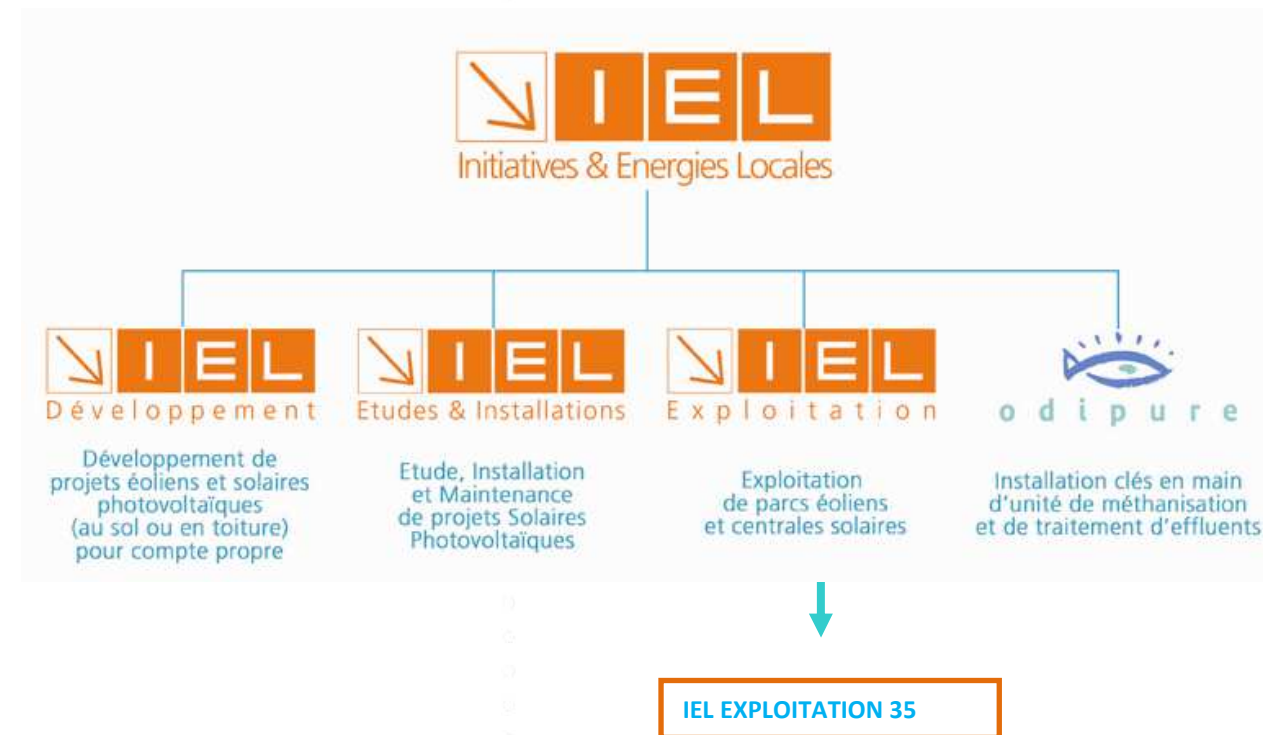 IEL
Initiatives & Energies Locales
IEL
Développement
Développement de
projets éoliens et solaires
photovoltaïques
(au sol ou en toiture)
pour compte propre
IEL
Etudes & Installations
Etude, Installation
et Maintenance
de projets Solaires
Photovoltaïques
IEL
Exploitation
Exploitation
de parcs éoliens
et centrales solaires
odipure
Installation clés en main
d'unité de méthanisation
et de traitement d'effluents
IEL EXPLOITATION 35